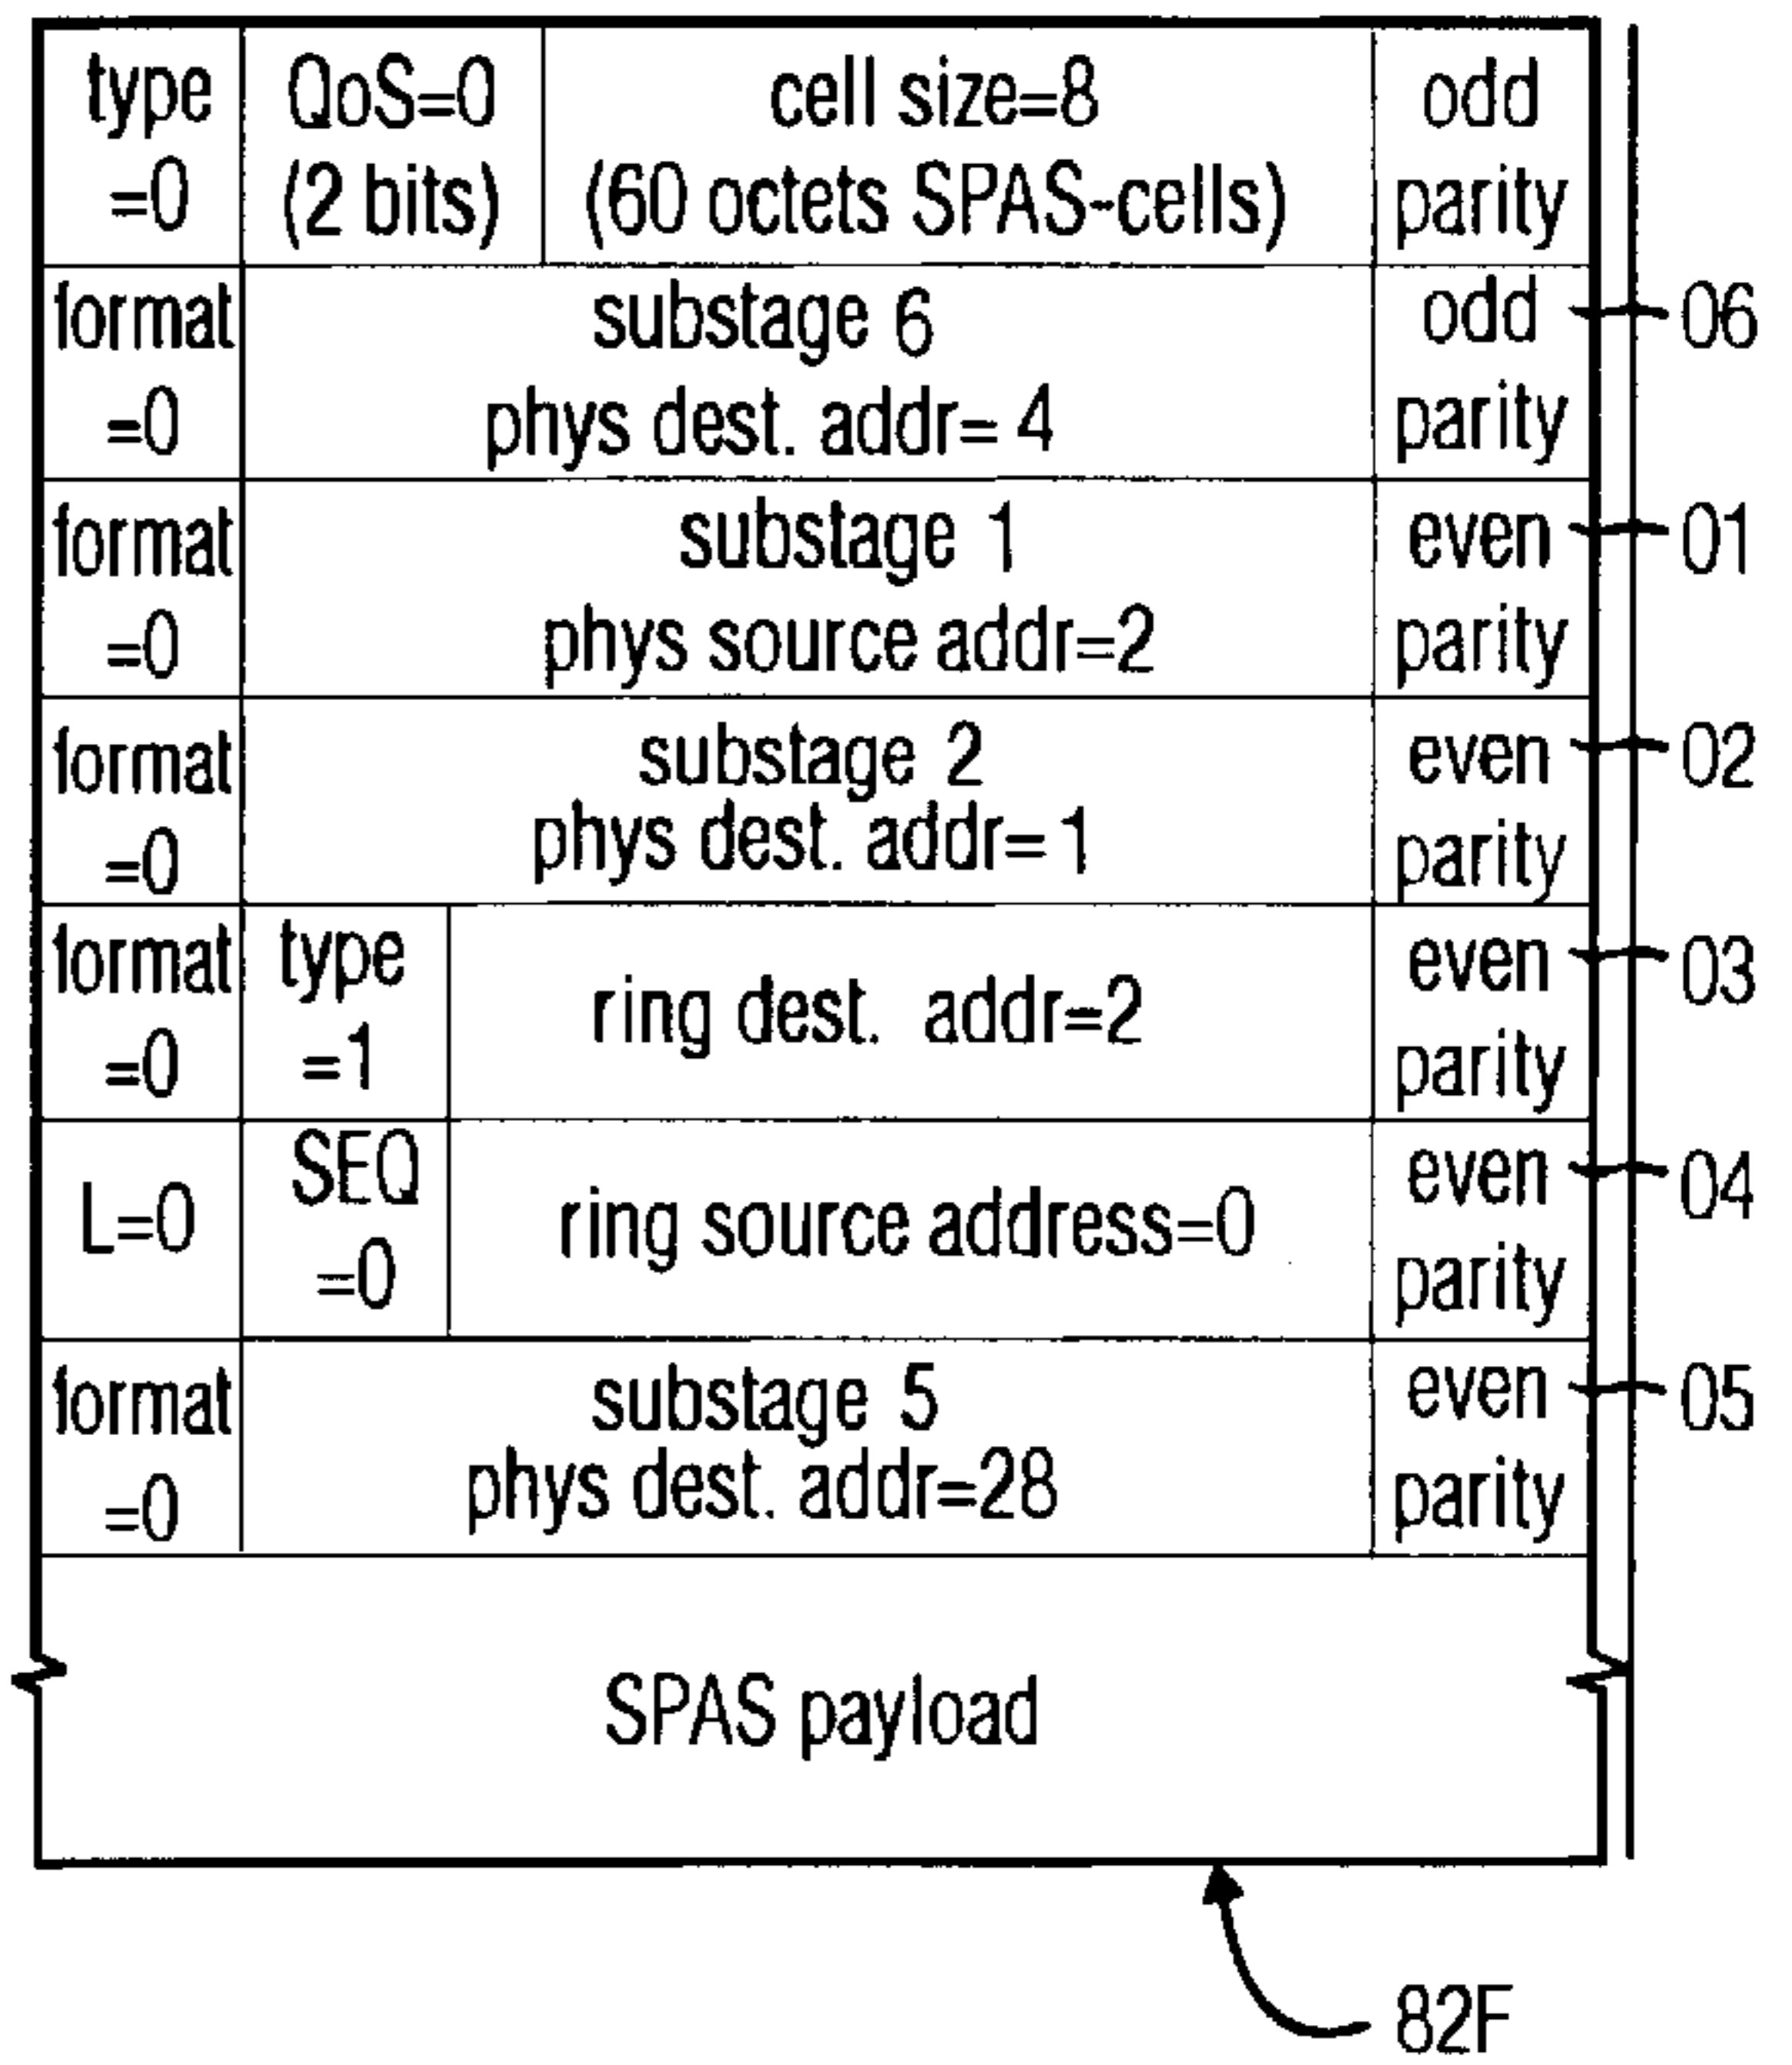 type
=0
QoS=0
(2 bits)
cell size=8
(60 octets SPAS-cells)
odd
parity
format
=0
substage 6
phys dest. addr= 4
odd
parity
06
format
=0
substage 1
phys source addr=2
even
parity
01
format
=0
substage 2
phys dest. addr=1
even
parity
02
format
=0
type
=1
ring dest. addr=2
even
parity
03
L=0
SEQ
=0
ring source address=0
even
parity
04
format
=0
substage 5
phys dest. addr=28
even
parity
05
SPAS payload
82F